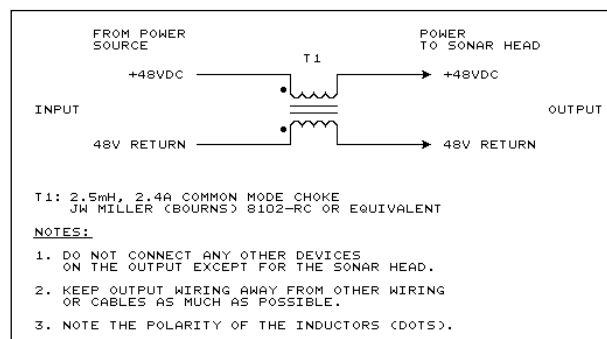 FROM POWER
SOURCE
POWER
TO SONAR HEAD
T1
+48VDC
+48VDC
INPUT
OUTPUT
48V RETURN
48V RETURN
T1: 2.5mH, 2.4A COMMON MODE CHOKE
JW MILLER (BOURNS) 8102-RC OR EQUIVALENT
NOTES:
1. DO NOT CONNECT ANY OTHER DEVICES
ON THE OUTPUT EXCEPT FOR THE SONAR HEAD.
2. KEEP OUTPUT WIRING AWAY FROM OTHER WIRING
OR CABLES AS MUCH AS POSSIBLE.
3. NOTE THE POLARITY OF THE INDUCTORS (DOTS).